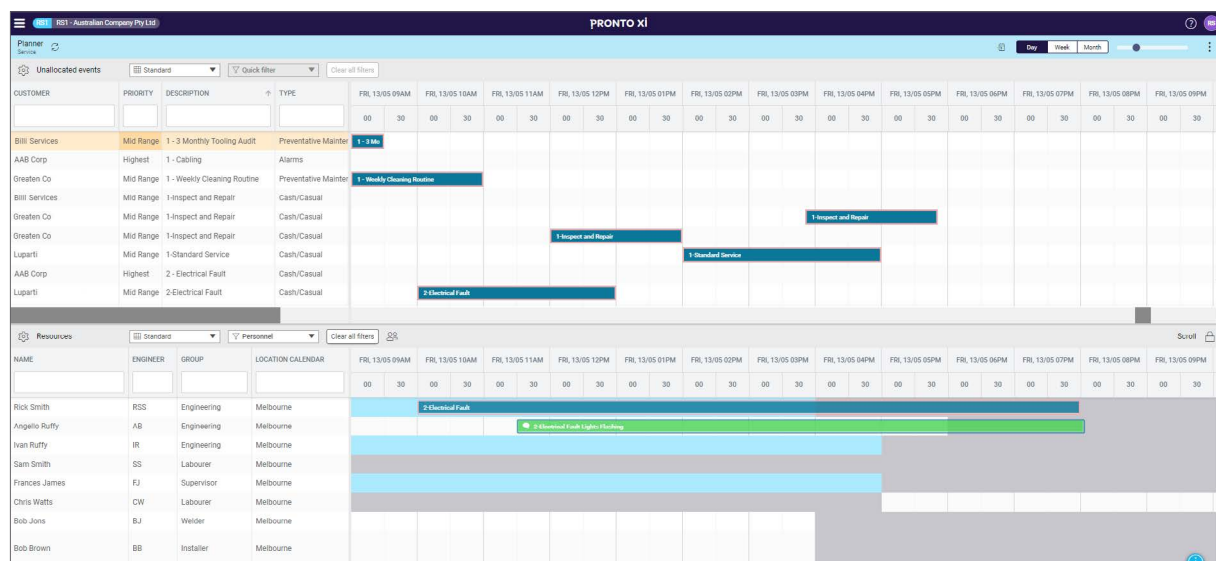 RS1 RS1 - Australian Company Pty Ltd PRONTO Xi RS
Planner
Service
Day Week Month
Unallocated events Standard Quick filter Clear all filters
CUSTOMER PRIORITY DESCRIPTION TYPE FRI, 13/05 09AM FRI, 13/05 10AM FRI, 13/05 11AM FRI, 13/05 12PM FRI, 13/05 01PM FRI, 13/05 02PM FRI, 13/05 03PM FRI, 13/05 04PM FRI, 13/05 05PM FRI, 13/05 06PM FRI, 13/05 07PM FRI, 13/05 08PM FRI, 13/05 09PM
00 30 00 30 00 30 00 30 00 30 00 30 00 30 00 30 00 30 00 30 00 30 00 30 00 30
Billi Services Mid Range 1 - 3 Monthly Tooling Audit Preventative Mainter 1 - 3 Mo
AAB Corp Highest 1 - Cabling Alarms
Greaten Co Mid Range 1 - Weekly Cleaning Routine Preventative Mainter 1 - Weekly Cleaning Routine
Billi Services Mid Range 1-Inspect and Repair Cash/Casual
Greaten Co Mid Range 1-Inspect and Repair Cash/Casual 1-Inspect and Repair
Greaten Co Mid Range 1-Inspect and Repair Cash/Casual 1-Inspect and Repair
Luparti Mid Range 1-Standard Service Cash/Casual 1-Standard Service
AAB Corp Highest 2 - Electrical Fault Cash/Casual
Luparti Mid Range 2-Electrical Fault Cash/Casual 2-Electrical Fault
Resources Standard Personnel Clear all filters Scroll
NAME ENGINEER GROUP LOCATION CALENDAR FRI, 13/05 09AM FRI, 13/05 10AM FRI, 13/05 11AM FRI, 13/05 12PM FRI, 13/05 01PM FRI, 13/05 02PM FRI, 13/05 03PM FRI, 13/05 04PM FRI, 13/05 05PM FRI, 13/05 06PM FRI, 13/05 07PM FRI, 13/05 08PM FRI, 13/05 09PM
00 30 00 30 00 30 00 30 00 30 00 30 00 30 00 30 00 30 00 30 00 30 00 30 00 30
Rick Smith RSS Engineering Melbourne 2-Electrical Fault
Angello Ruffy AB Engineering Melbourne 2-Electrical Fault Lights Flashing
Ivan Ruffy IR Engineering Melbourne
Sam Smith SS Labourer Melbourne
Frances James FJ Supervisor Melbourne
Chris Watts CW Labourer Melbourne
Bob Jons BJ Welder Melbourne
Bob Brown BB Installer Melbourne